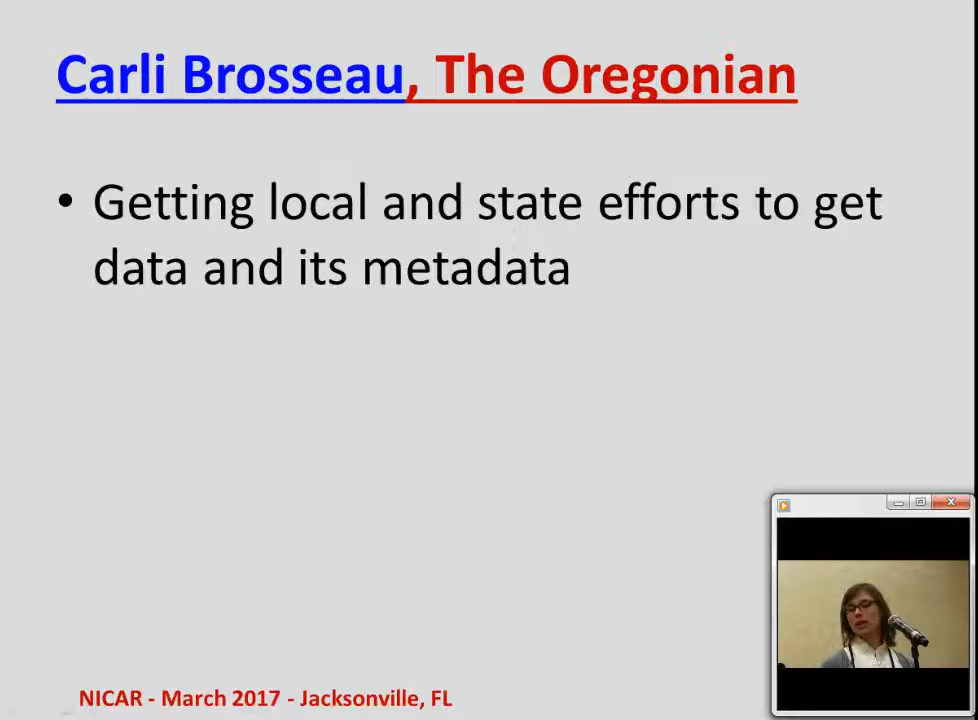 Carli Brosseau, The Oregonian
• Getting local and state efforts to get
data and its metadata
NICAR - March 2017 - Jacksonville, FL